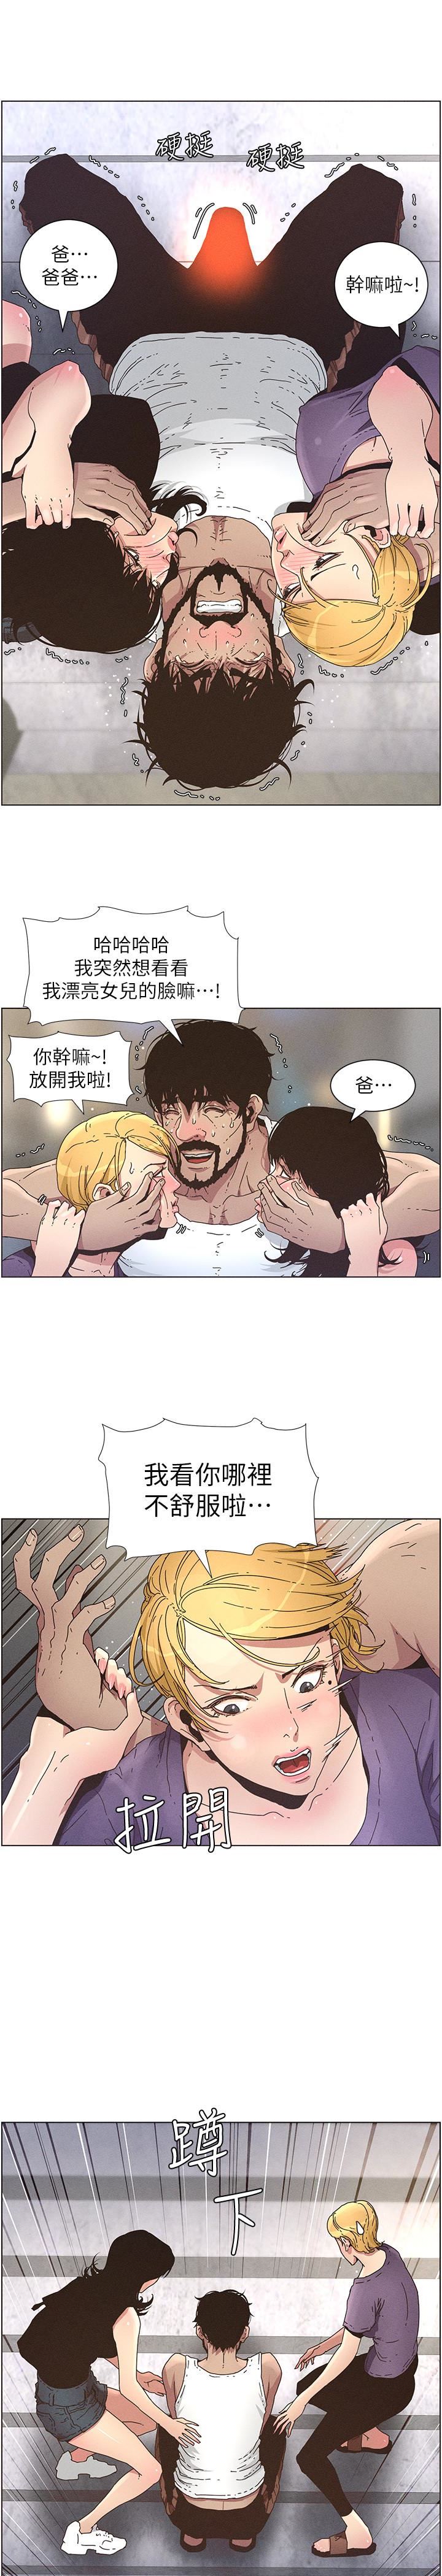 硬挺
硬挺
爸…
爸爸…
幹嘛啦~!
哈哈哈哈
我突然想看看
我漂亮女兒的臉嘛…!
你幹嘛~!
放開我啦!
爸…
我看你哪裡
不舒服啦…
拉開
蹲
下